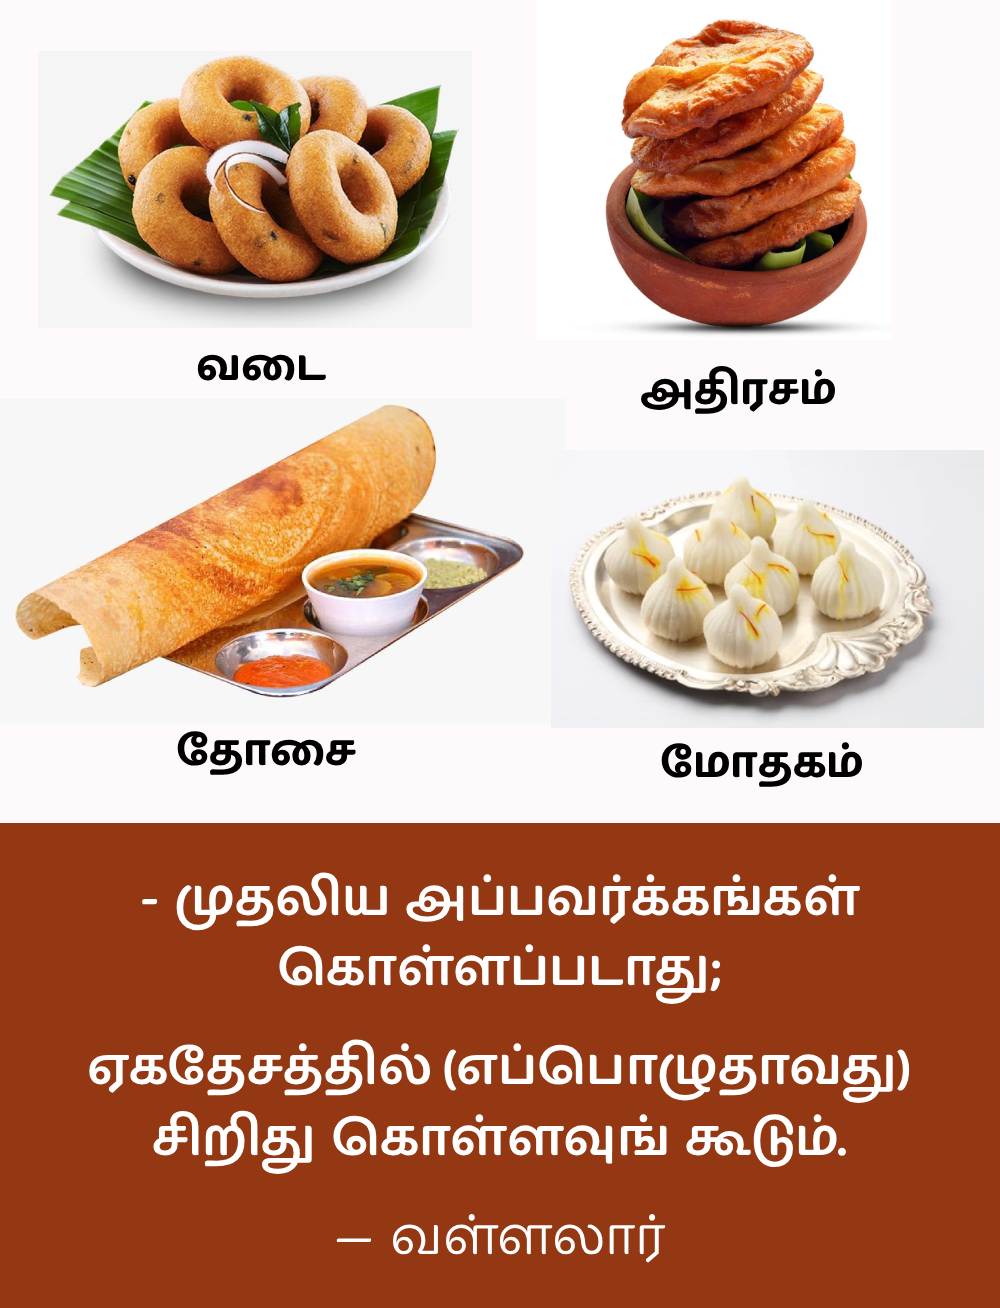 வடை
அதிரசம்
தோசை
மோதகம்
- முதலிய அப்பவர்க்கங்கள்
கொள்ளப்படாது;
ஏகதேசத்தில் (எப்பொழுதாவது)
சிறிது கொள்ளவுங் கூடும்.
– வள்ளலார்